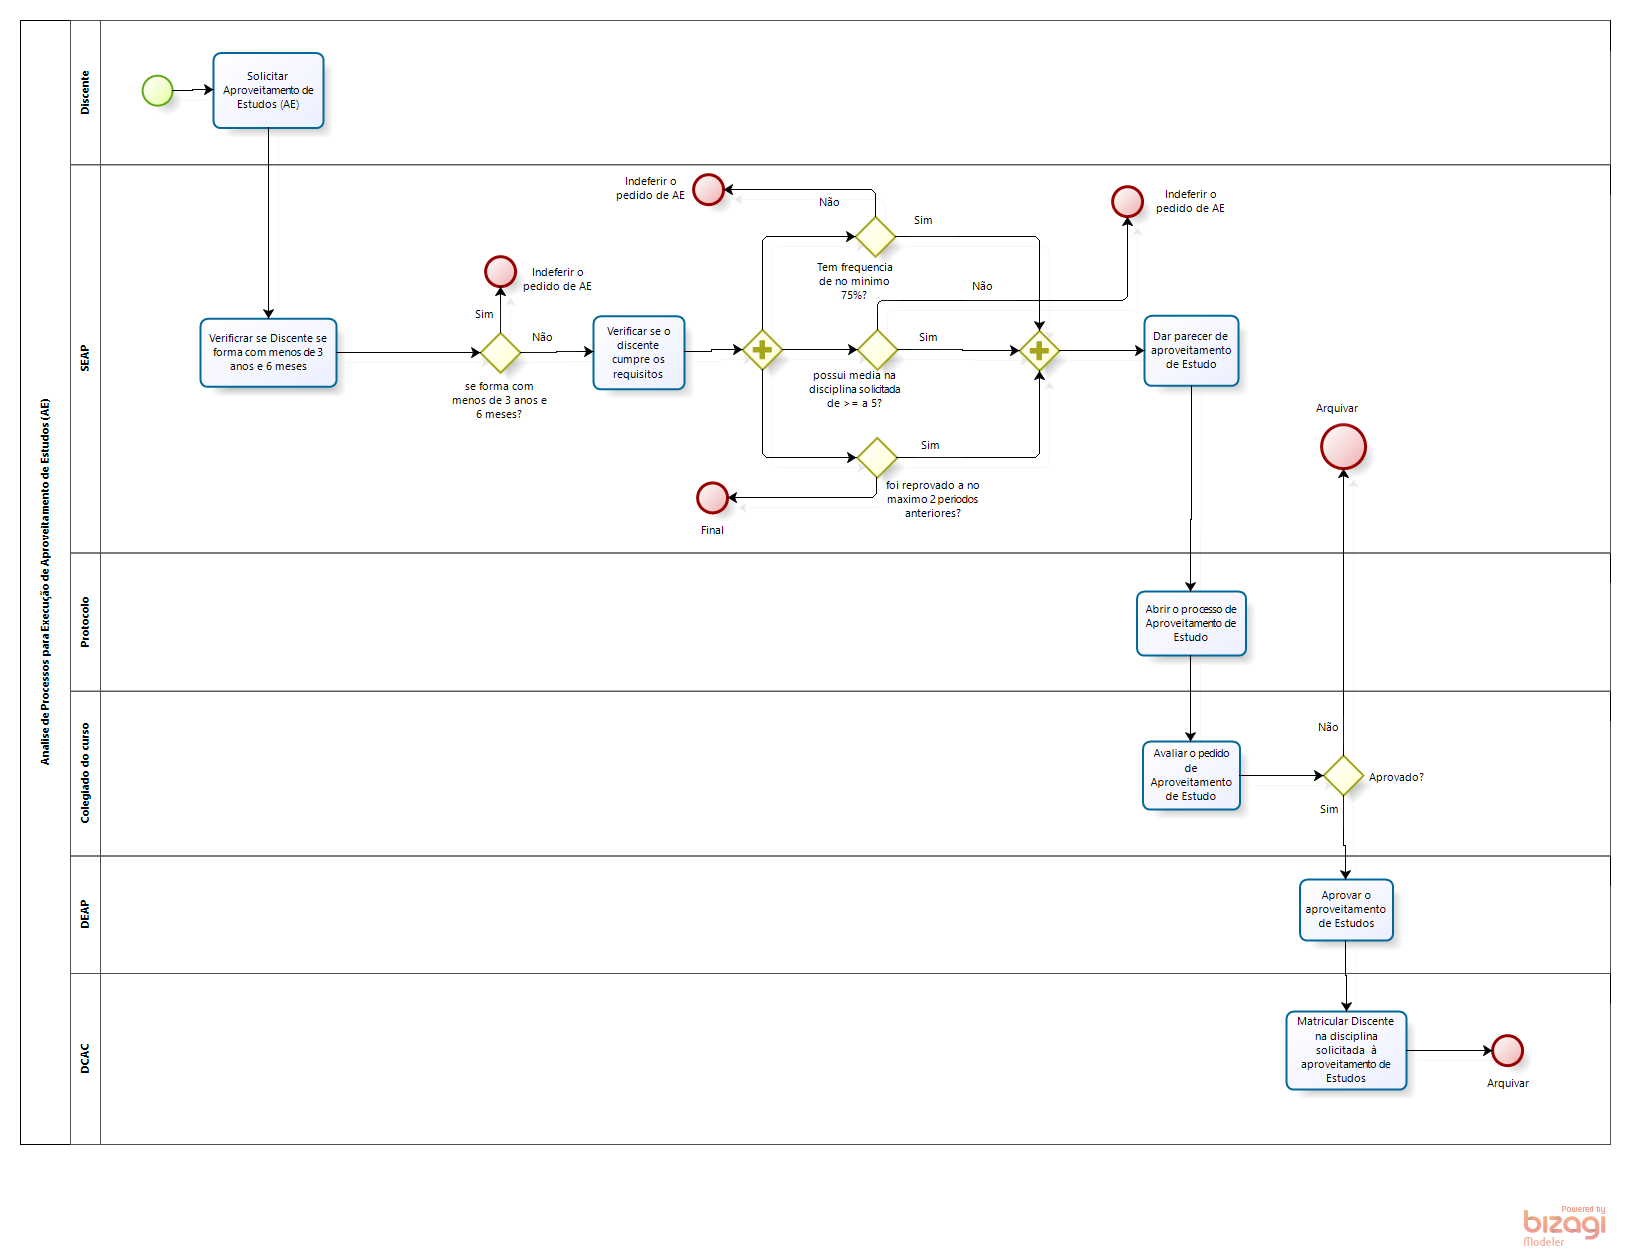 Analise de Processos para Execução de Aproveitamento de Estudos (AE)
Discente
Solicitar
Aproveitamento de
Estudos (AE)
SEAP
Verificrar se Discente se
forma com menos de 3
anos e 6 meses
Indeferir o
pedido de AE
Sim
Não
se forma com
menos de 3 anos e
6 meses?
Verificar se o
discente
cumpre os
requisitos
Indeferir o
pedido de AE
Não
Sim
Tem frequencia
de no minimo
75%?
Não
Sim
possui media na
disciplina solicitada
de >= a 5?
Sim
foi reprovado a no
maximo 2 periodos
anteriores?
Final
Indeferir o
pedido de AE
Dar parecer de
aproveitamento
de Estudo
Arquivar
Protocolo
Abrir o processo de
Aproveitamento de
Estudo
Colegiado do curso
Avaliar o pedido
de
Aproveitamento
de Estudo
Não
Aprovado?
Sim
DEAP
Aprovar o
aproveitamento
de Estudos
DCAC
Matricular Discente
na disciplina
solicitada à
aproveitamento de
Estudos
Arquivar
Powered by
bizagi
Modeler